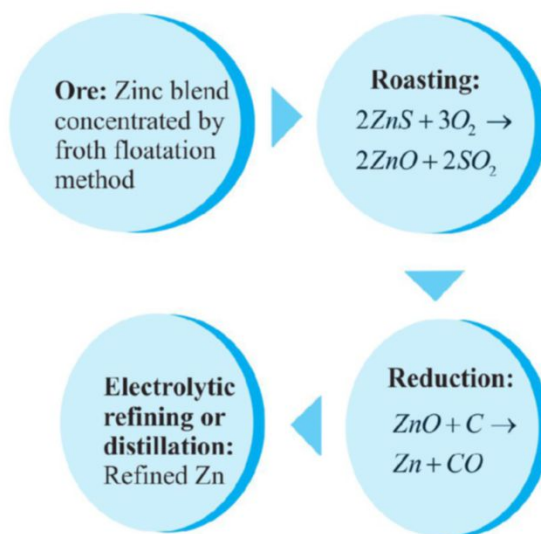 Ore: Zinc blend
concentrated by
froth floatation
method
Roasting:
2ZnS + 3O₂ →
2ZnO + 2SO₂
Reduction:
ZnO + C →
Zn + CO
Electrolytic
refining or
distillation:
Refined Zn